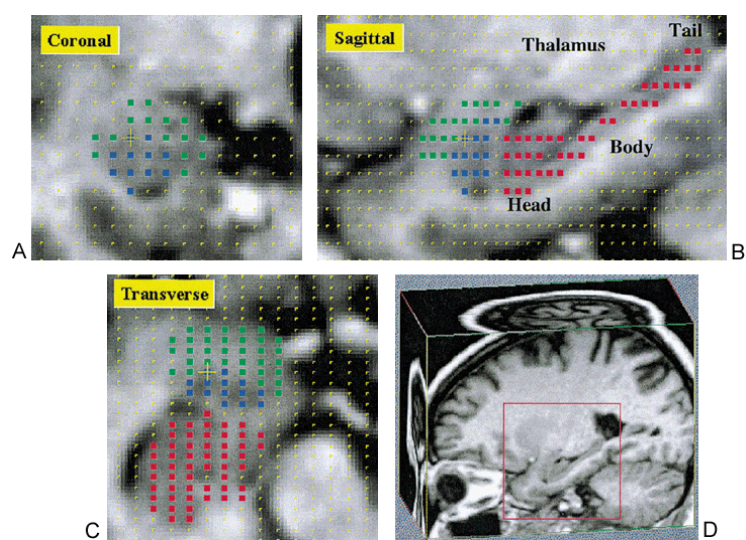 Coronal
Sagittal
Thalamus
Tail
Body
Head
A
B
Transverse
C
D